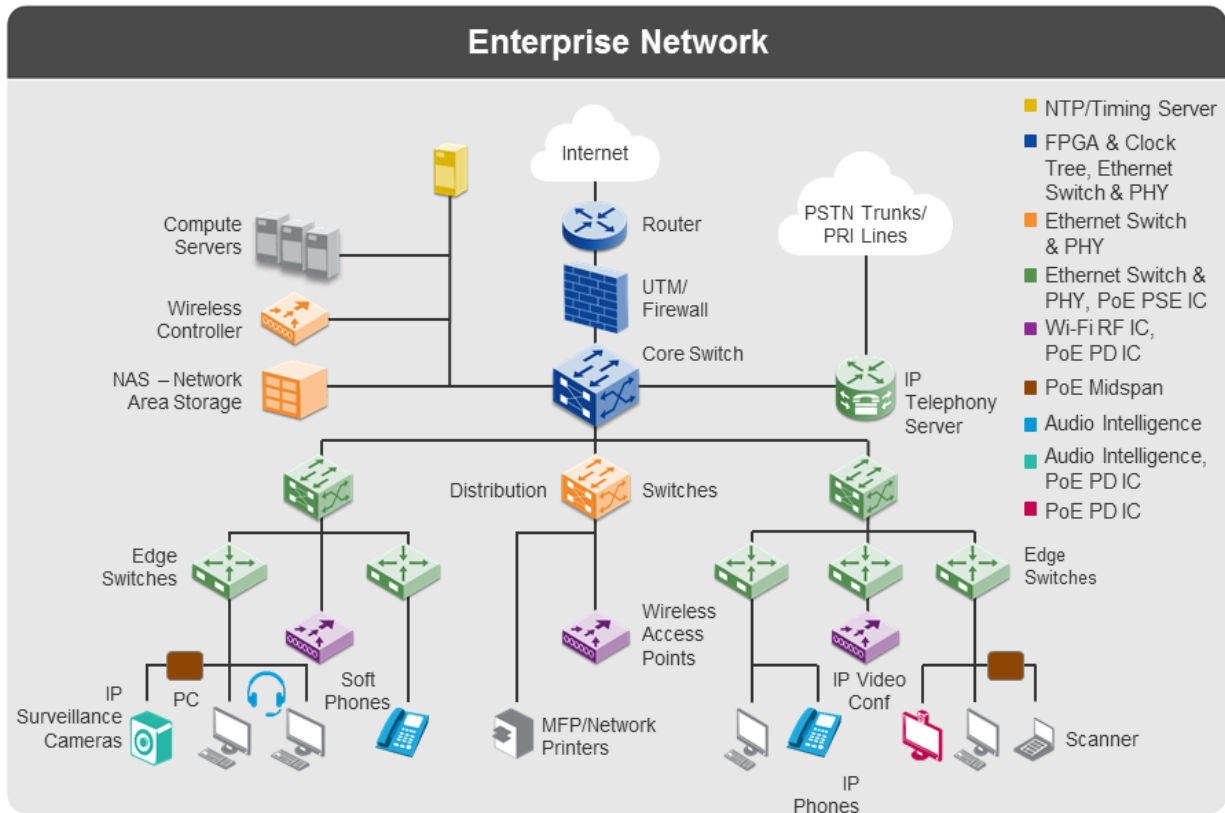 Enterprise Network
Internet
Router
UTM/
Firewall
Core Switch
PSTN Trunks/
PRI Lines
IP
Telephony
Server
Compute
Servers
Wireless
Controller
NAS – Network
Area Storage
NTP/Timing Server
FPGA & Clock
Tree, Ethernet
Switch & PHY
Ethernet Switch
& PHY
Ethernet Switch &
PHY, PoE PSE IC
Wi-Fi RF IC,
PoE PD IC
PoE Midspan
Audio Intelligence
Audio Intelligence,
PoE PD IC
PoE PD IC
Distribution
Switches
Edge
Switches
Edge
Switches
Wireless
Access
Points
IP
Surveillance
Cameras
PC
Soft
Phones
MFP/Network
Printers
IP Video
Conf
Scanner
IP
Phones